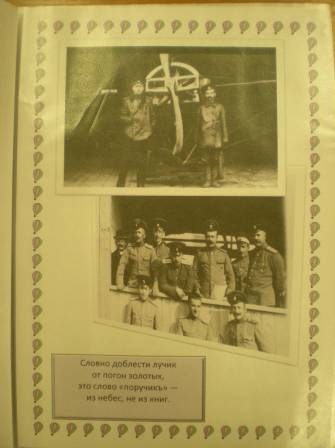 Словно доблести лучик
от погон золотых,
это слово «поручикъ» —
из небес, не из книг.